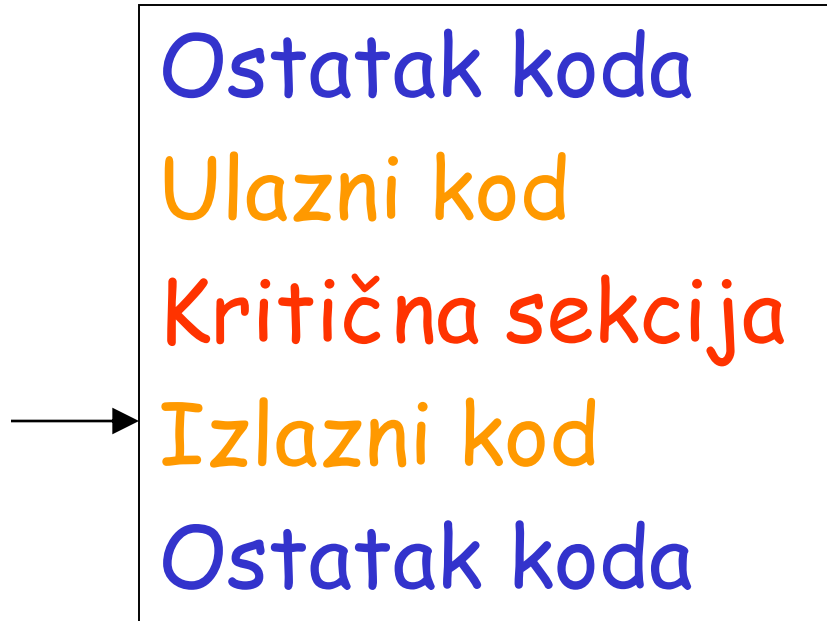 Ostatak koda
Ulazni kod
Kritična sekcija
Izlazni kod
Ostatak koda